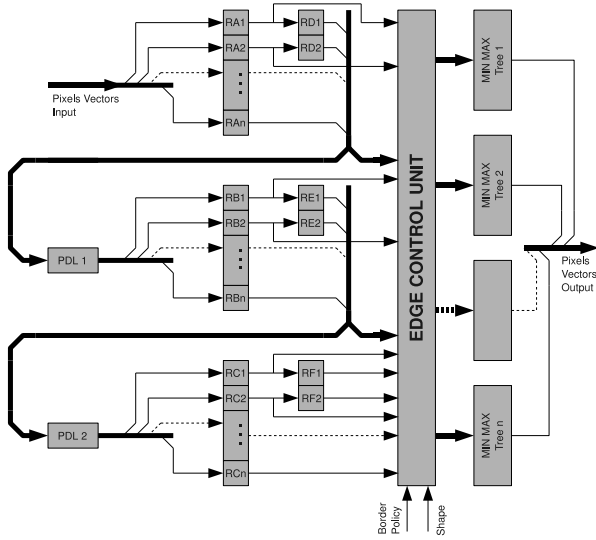 RA1
RD1
RA2
RD2
Pixels Vectors
Input
RAn
MIN MAX
Tree 1
RB1
RE1
RB2
RE2
PDL 1
RBn
EDGE CONTROL UNIT
MIN MAX
Tree 2
Pixels
Vectors
Output
RC1
RF1
RC2
RF2
PDL 2
RCn
MIN MAX
Tree n
Border
Policy
Shape